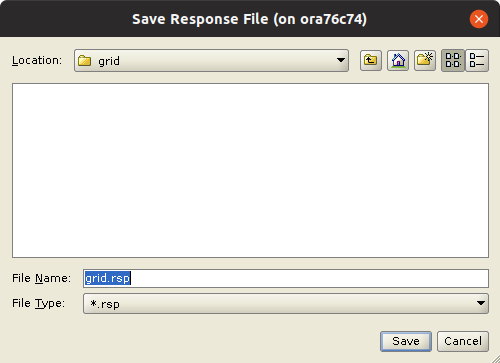 Save Response File (on ora76c74)
Location: grid
File Name: grid.rsp
File Type: *.rsp
Save Cancel